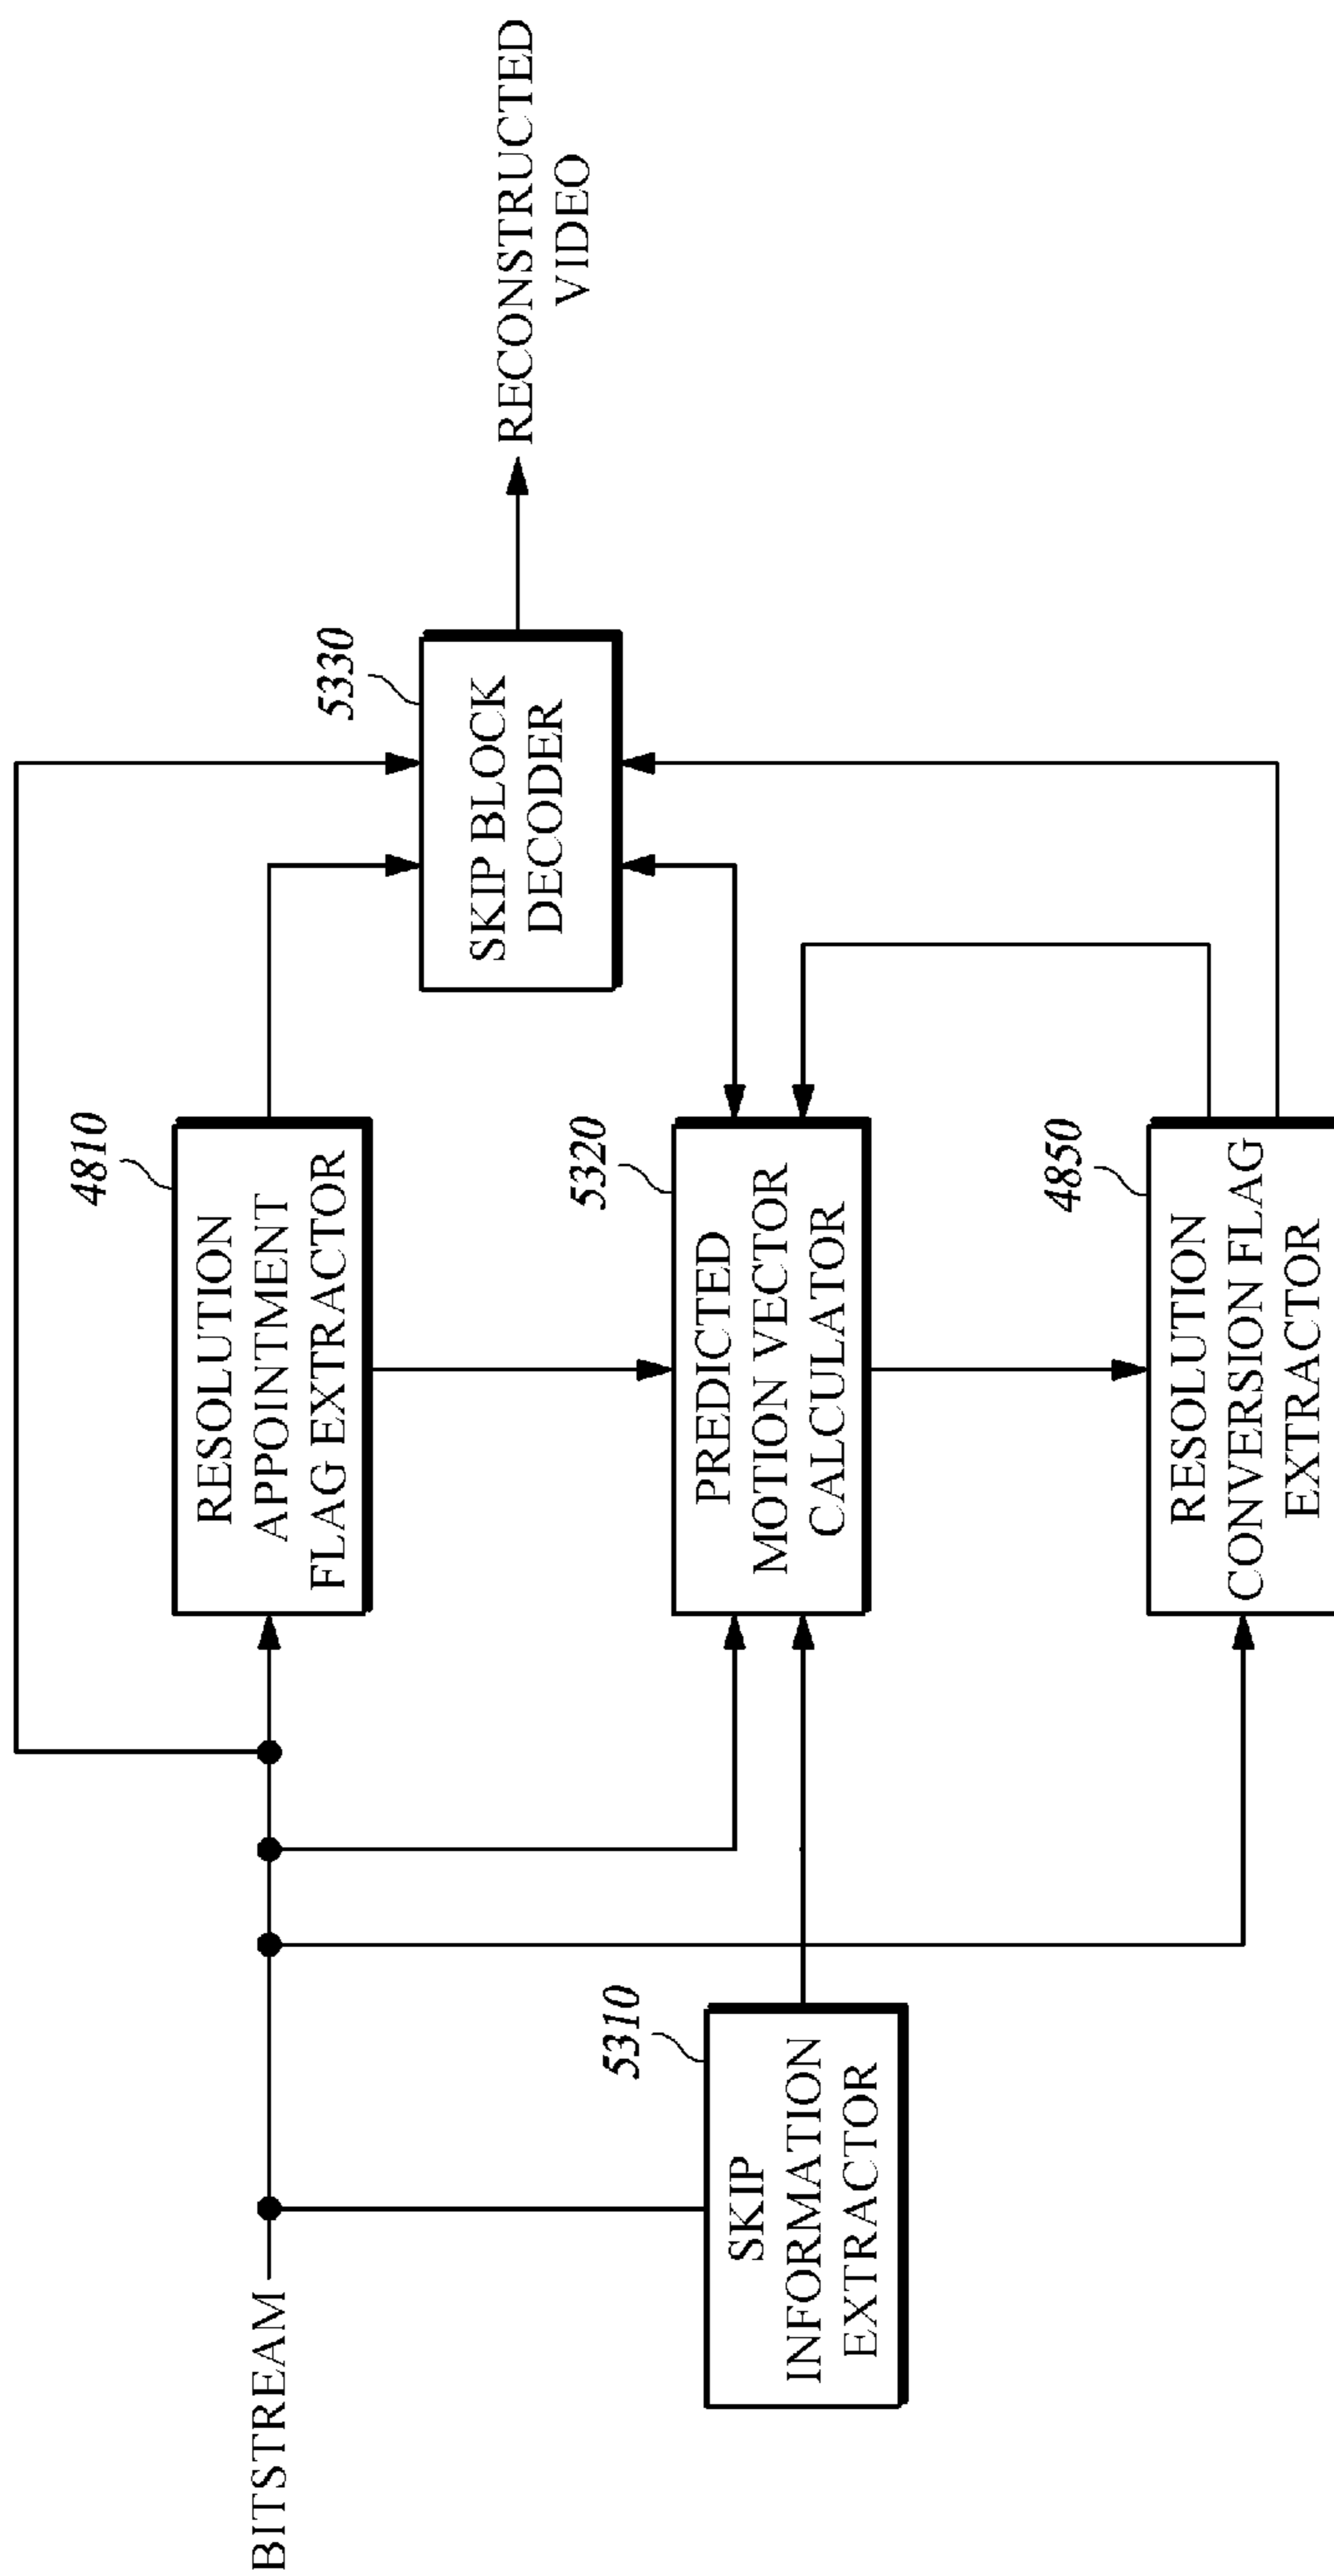 BITSTREAM
4810
RESOLUTION
APPOINTMENT
FLAG EXTRACTOR
5330
SKIP BLOCK
DECODER
RECONSTRUCTED
VIDEO
5310
SKIP
INFORMATION
EXTRACTOR
5320
PREDICTED
MOTION VECTOR
CALCULATOR
4850
RESOLUTION
CONVERSION FLAG
EXTRACTOR